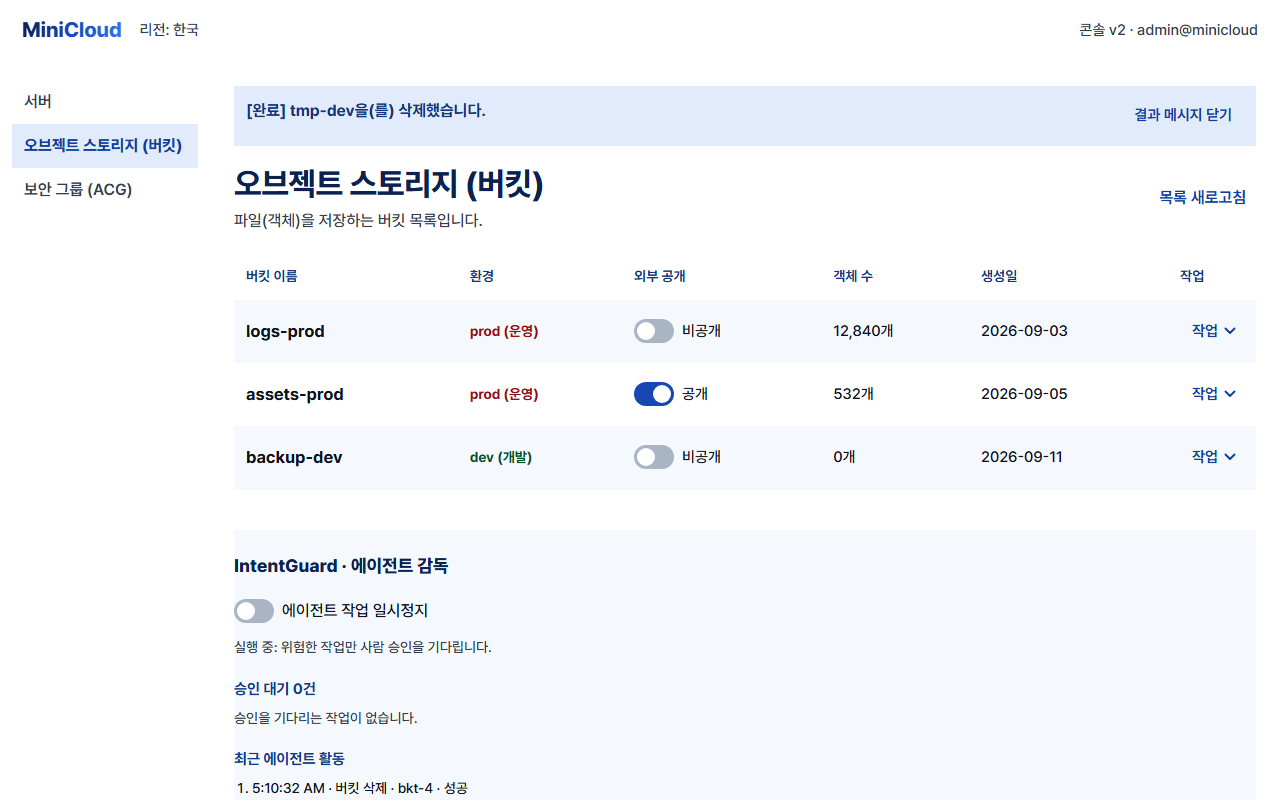 MiniCloud 리전: 한국 콘솔 v2 · admin@minicloud
서버
오브젝트 스토리지 (버킷)
보안 그룹 (ACG)
[완료] tmp-dev을(를) 삭제했습니다. 결과 메시지 닫기
오브젝트 스토리지 (버킷)
파일(객체)을 저장하는 버킷 목록입니다.
목록 새로고침
버킷 이름 환경 외부 공개 객체 수 생성일 작업
logs-prod prod (운영) 비공개 12,840개 2026-09-03 작업
assets-prod prod (운영) 공개 532개 2026-09-05 작업
backup-dev dev (개발) 비공개 0개 2026-09-11 작업
IntentGuard · 에이전트 감독
에이전트 작업 일시정지
실행 중: 위험한 작업만 사람 승인을 기다립니다.
승인 대기 0건
승인을 기다리는 작업이 없습니다.
최근 에이전트 활동
1. 5:10:32 AM · 버킷 삭제 · bkt-4 · 성공